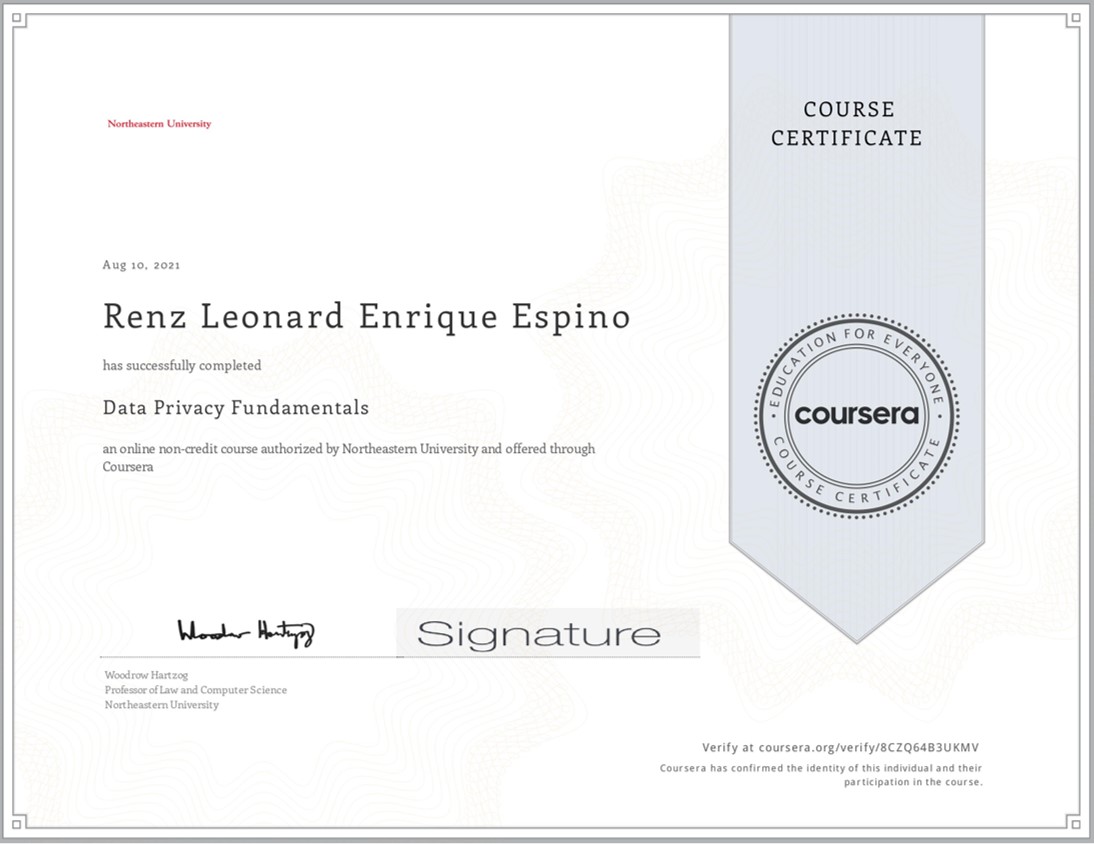 Northeastern University
COURSE
CERTIFICATE
Aug 10, 2021
Renz Leonard Enrique Espino
has successfully completed
Data Privacy Fundamentals
an online non-credit course authorized by Northeastern University and offered through
Coursera
EDUCATION FOR EVERYONE
coursera
COURSE CERTIFICATE
Woodrow Hartzog
Signature
Woodrow Hartzog
Professor of Law and Computer Science
Northeastern University
Verify at coursera.org/verify/8CZQ64B3UKMV
Coursera has confirmed the identity of this individual and their
participation in the course.